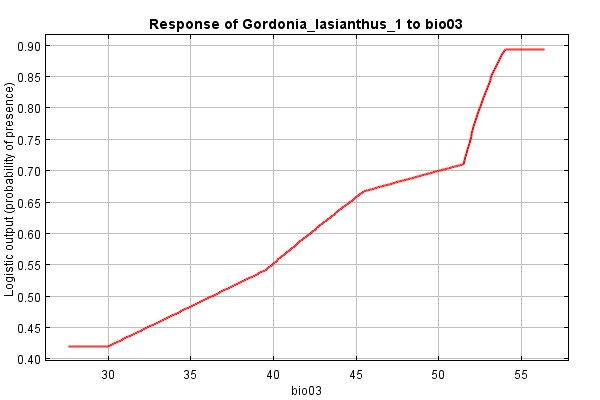 Response of Gordonia_lasianthus_1 to bio03
Logistic output (probability of presence)
0.90
0.85
0.80
0.75
0.70
0.65
0.60
0.55
0.50
0.45
0.40
30 35 40 45 50 55
bio03